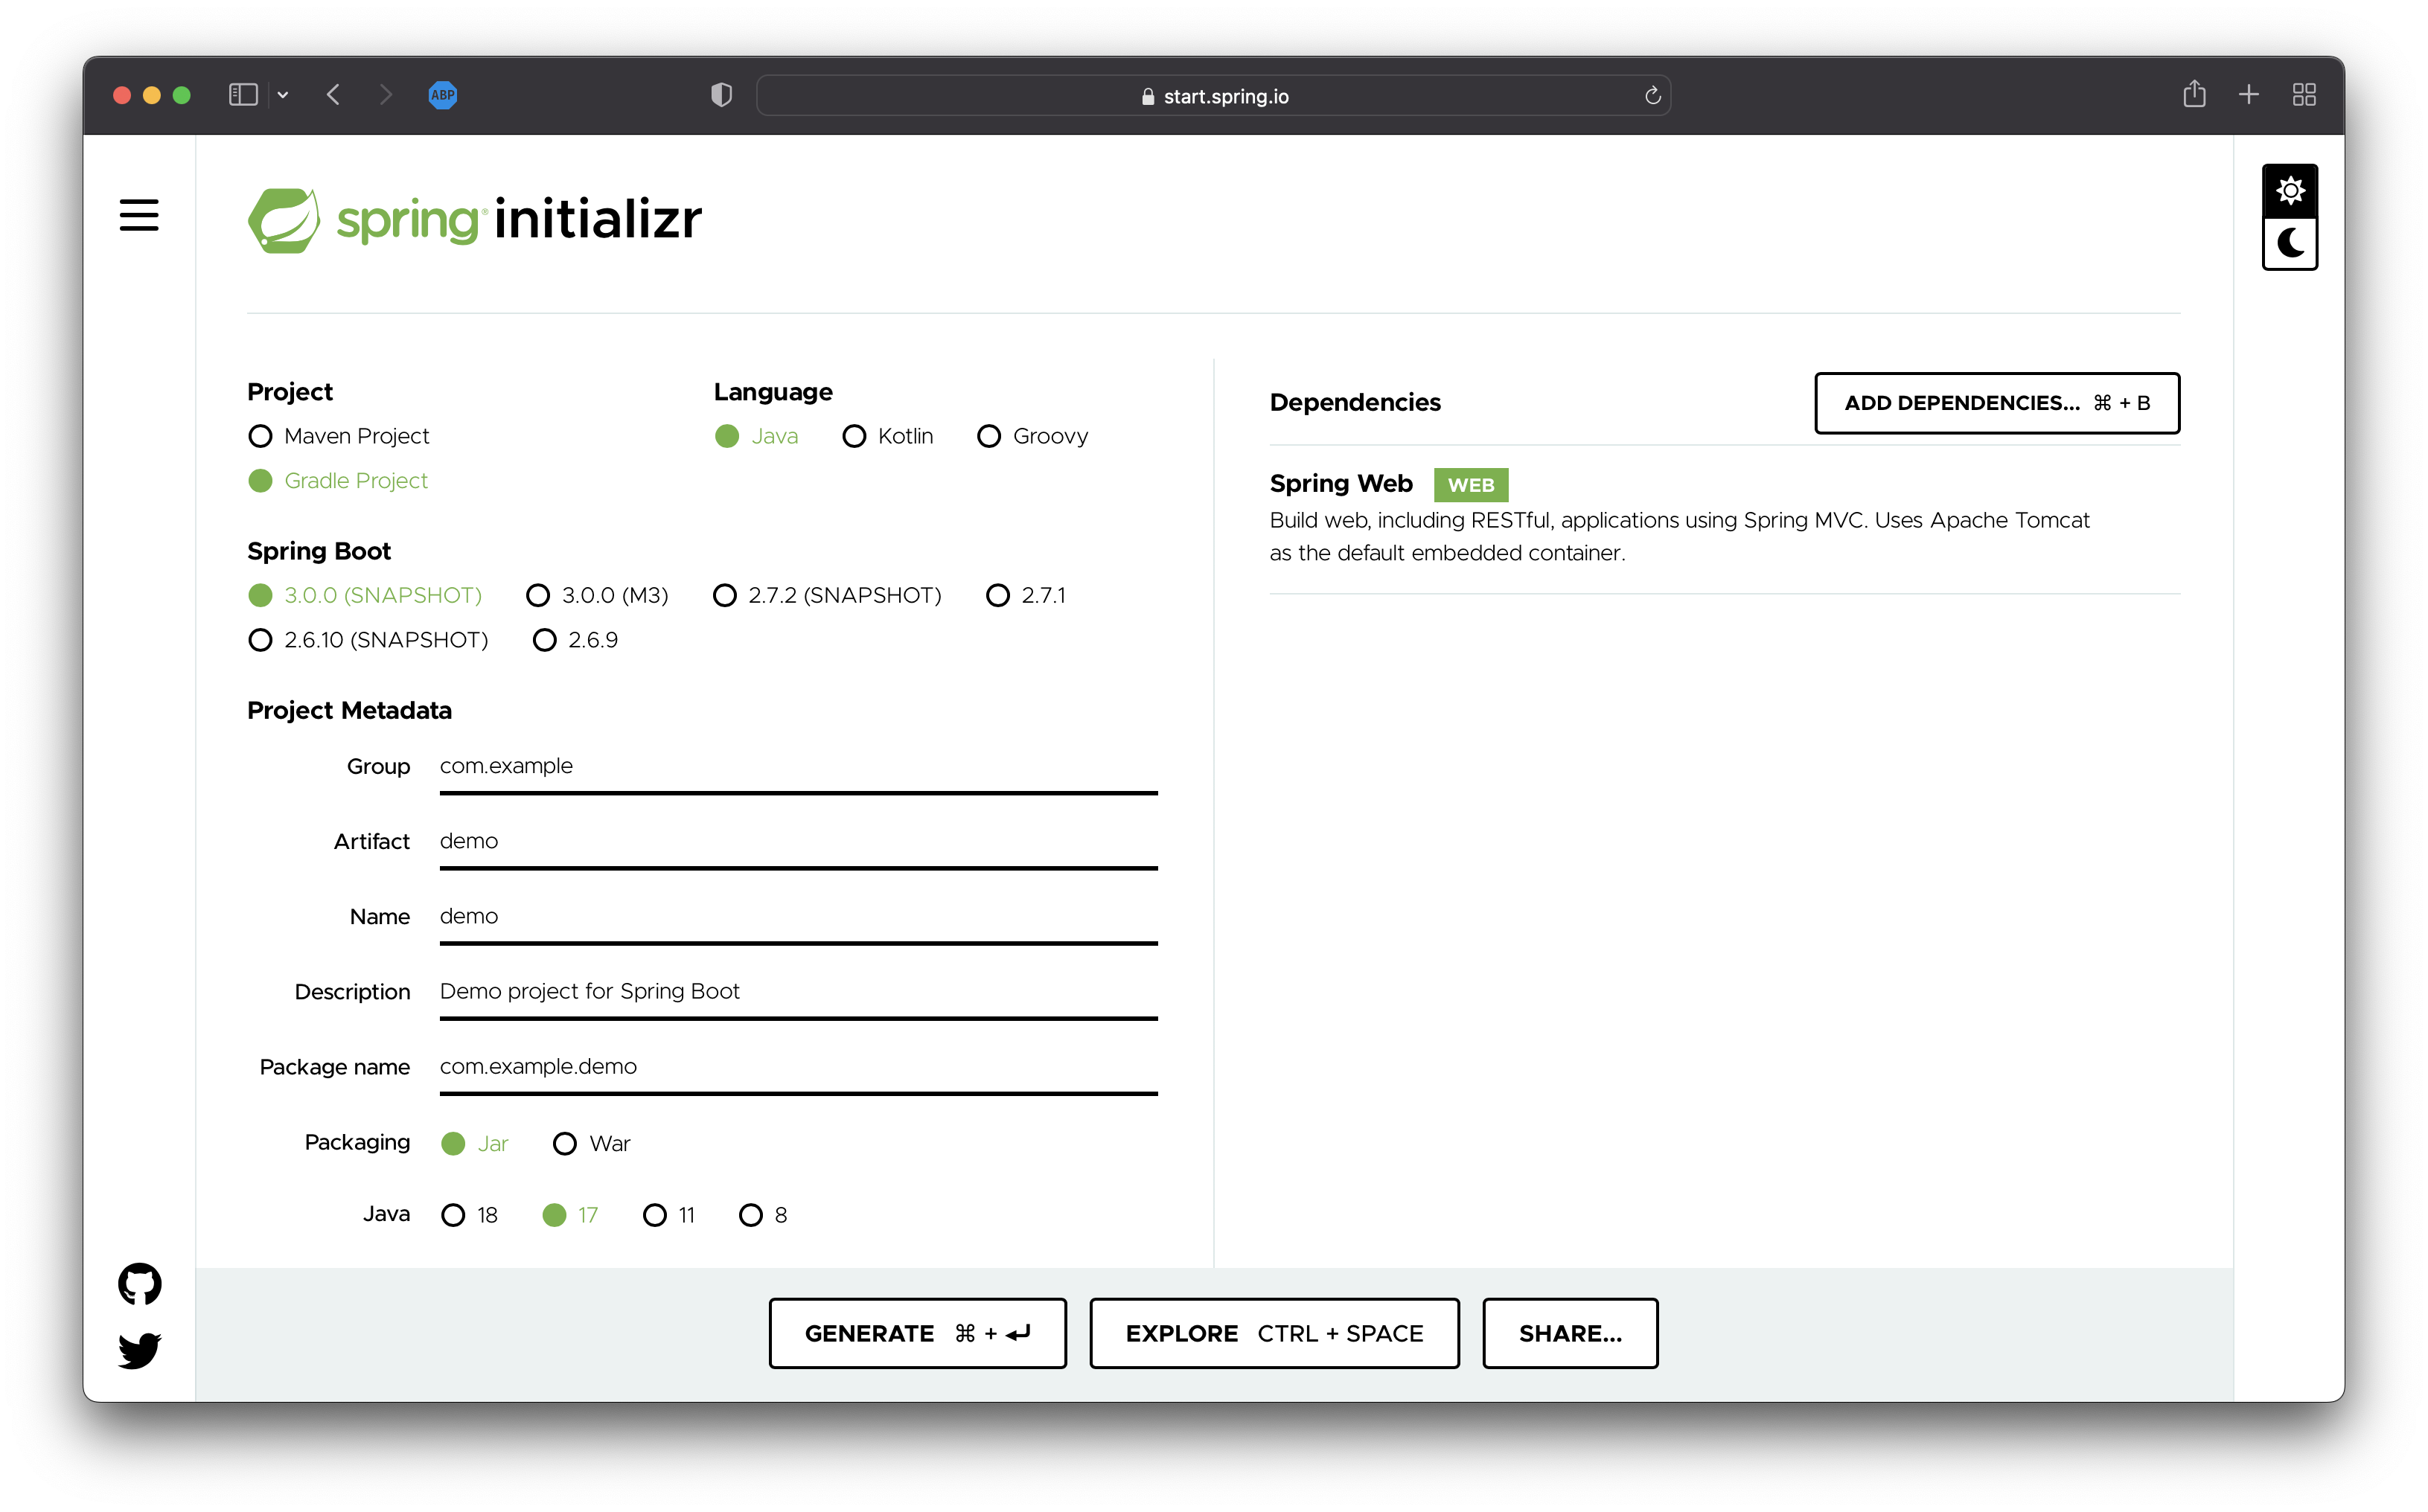 ABP
start.spring.io
spring® initializr
Project
Maven Project
Gradle Project
Language
Java Kotlin Groovy
Spring Boot
3.0.0 (SNAPSHOT) 3.0.0 (M3) 2.7.2 (SNAPSHOT) 2.7.1
2.6.10 (SNAPSHOT) 2.6.9
Project Metadata
Group com.example
Artifact demo
Name demo
Description Demo project for Spring Boot
Package name com.example.demo
Packaging Jar War
Java 18 17 11 8
Dependencies
ADD DEPENDENCIES... ⌘ + B
Spring Web WEB
Build web, including RESTful, applications using Spring MVC. Uses Apache Tomcat
as the default embedded container.
GENERATE ⌘ + ⏎
EXPLORE CTRL + SPACE
SHARE...